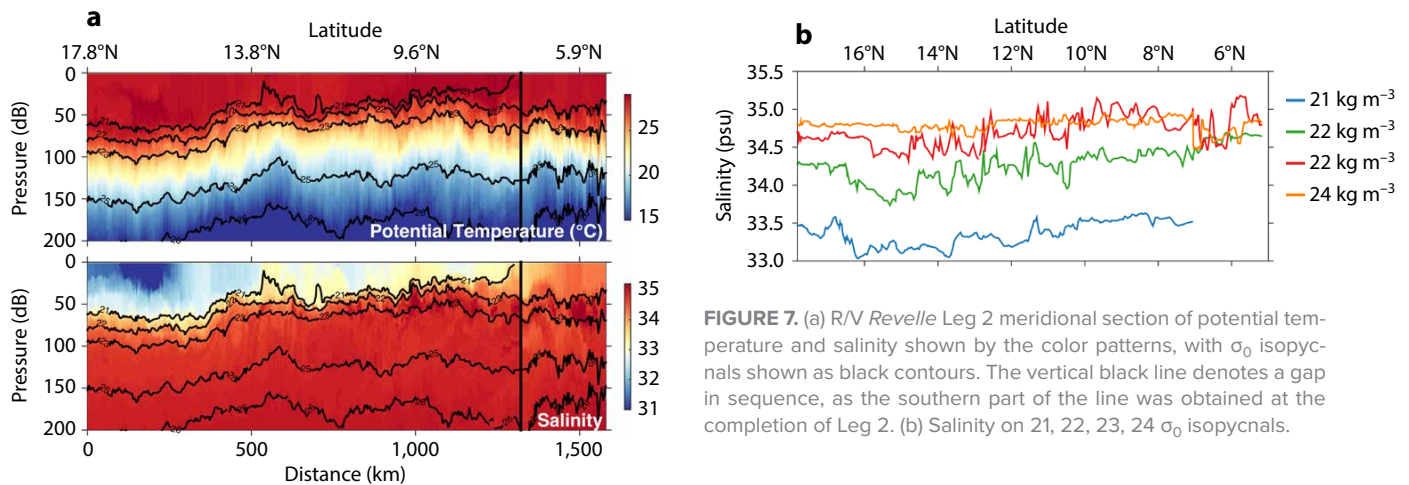 a
Latitude
17.8°N 13.8°N 9.6°N 5.9°N
0
50
100
150
200
Pressure (dB)
25
20
15
Potential Temperature (°C)
0
50
100
150
200
Pressure (dB)
35
34
33
32
31
Salinity
0 500 1,000 1,500
Distance (km)
b
Latitude
16°N 14°N 12°N 10°N 8°N 6°N
35.5
35.0
34.5
34.0
33.5
33.0
Salinity (psu)
21 kg m⁻³
22 kg m⁻³
22 kg m⁻³
24 kg m⁻³
FIGURE 7. (a) R/V Revelle Leg 2 meridional section of potential tem-
perature and salinity shown by the color patterns, with σ₀ isopyc-
nals shown as black contours. The vertical black line denotes a gap
in sequence, as the southern part of the line was obtained at the
completion of Leg 2. (b) Salinity on 21, 22, 23, 24 σ₀ isopycnals.